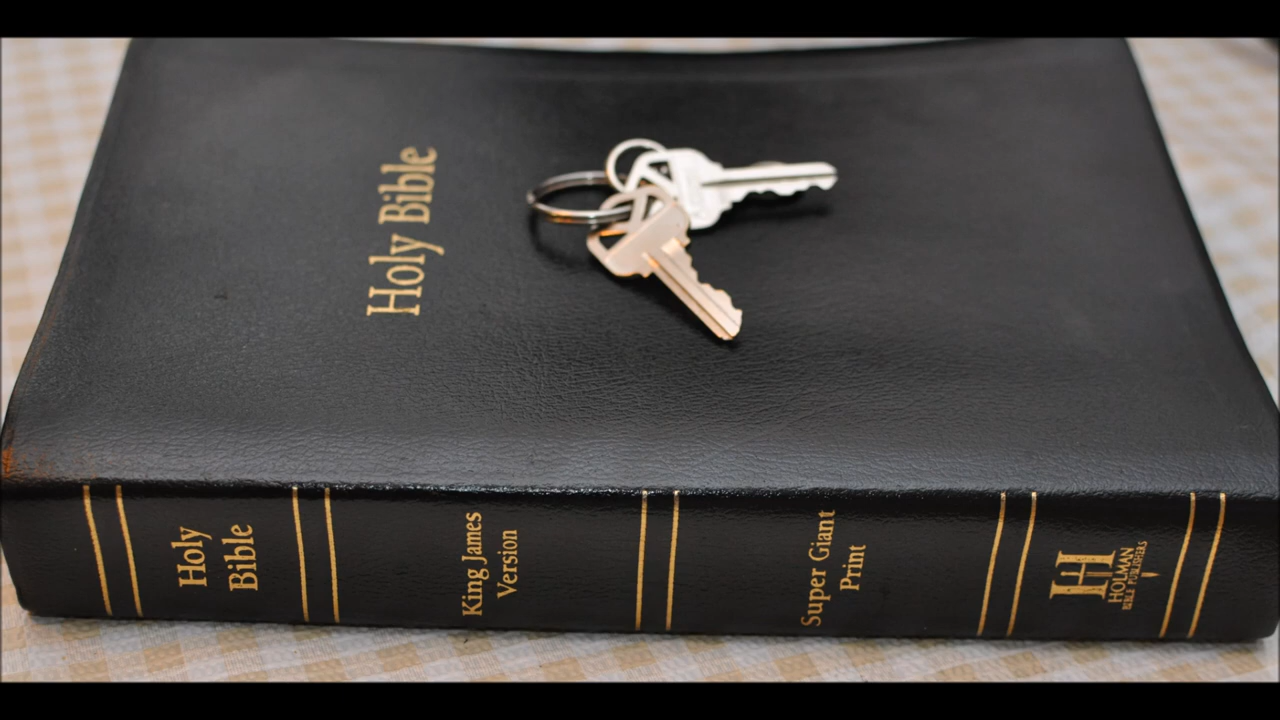 Holy Bible
Holy
Bible
King James
Version
Super Giant
Print
H
HOLMAN
BIBLE PUBLISHERS